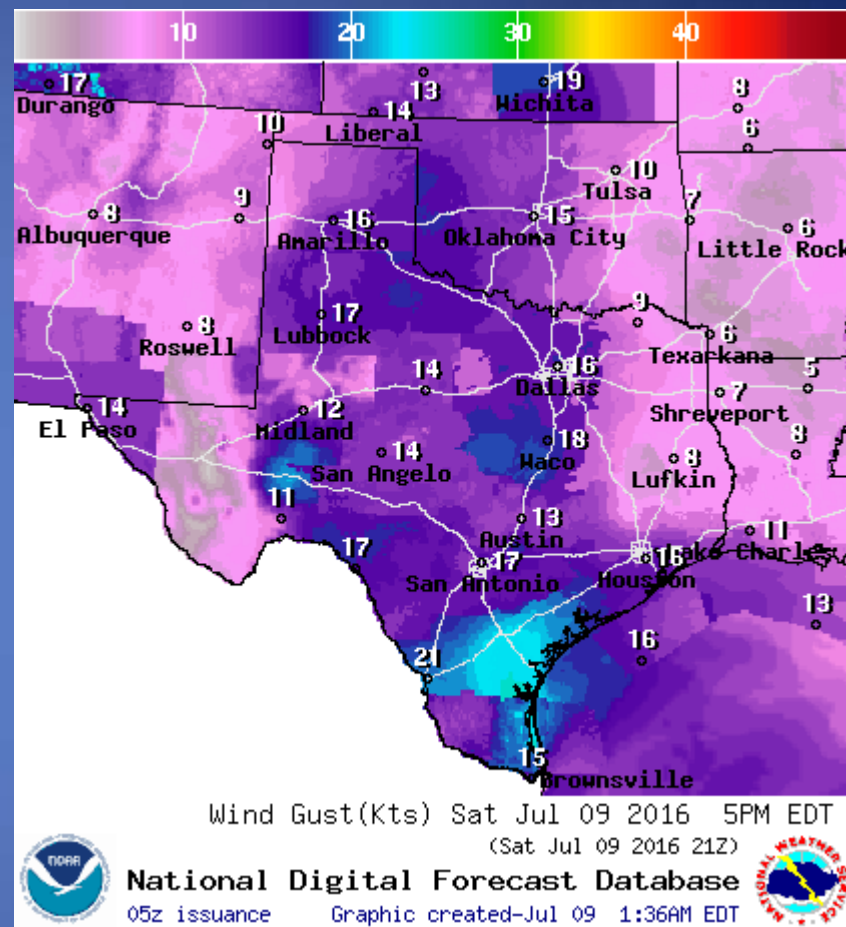 10 20 30 40
17 13 19 8
Durango Liberal 14 Wichita
10 6
10
Tulsa
8 9 16 15 7 6
Albuquerque Amarillo Oklahoma City Little Rock
8 17 9 6
Roswell Lubbock Texarkana
14 16 5
Dallas 7
14 12 Shreveport
El Paso Midland
14 18 8 8
San Angelo Waco Lufkin
11 13 11
Austin Lake Charles
17 17 16
San Antonio Houston
13
16
21
15
Brownsville
Wind Gust(Kts) Sat Jul 09 2016 5PM EDT
(Sat Jul 09 2016 21Z)
NOAA
National Digital Forecast Database
05z issuance Graphic created-Jul 09 1:36AM EDT
NATIONAL WEATHER SERVICE